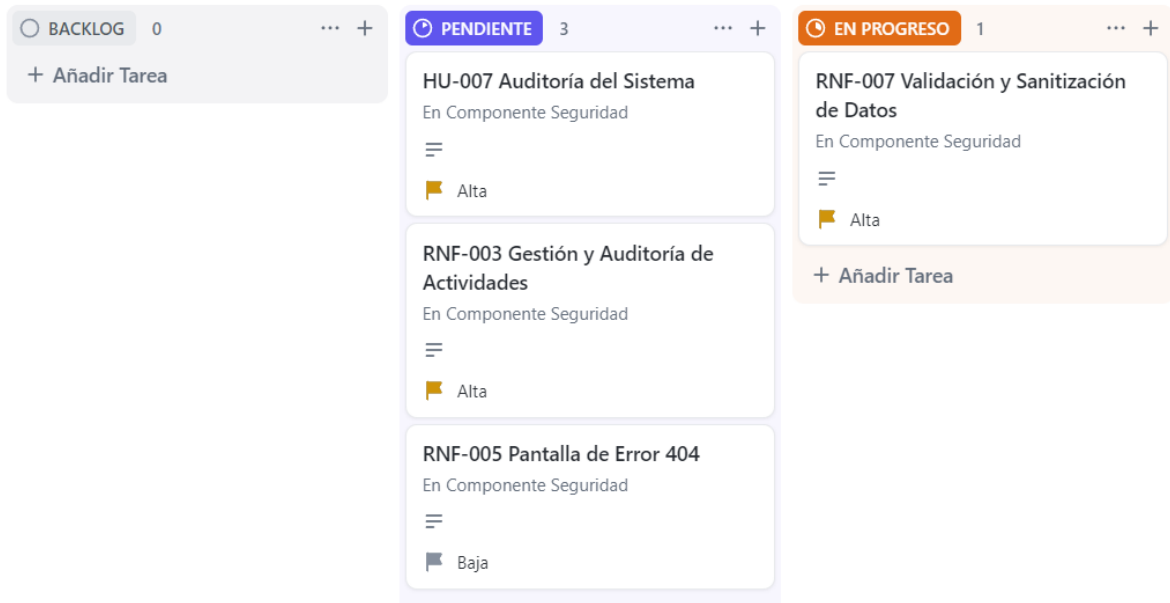 BACKLOG 0
+ Añadir Tarea
PENDIENTE 3
HU-007 Auditoría del Sistema
En Componente Seguridad
Alta
RNF-003 Gestión y Auditoría de
Actividades
En Componente Seguridad
Alta
RNF-005 Pantalla de Error 404
En Componente Seguridad
Baja
EN PROGRESO 1
RNF-007 Validación y Sanitización
de Datos
En Componente Seguridad
Alta
+ Añadir Tarea